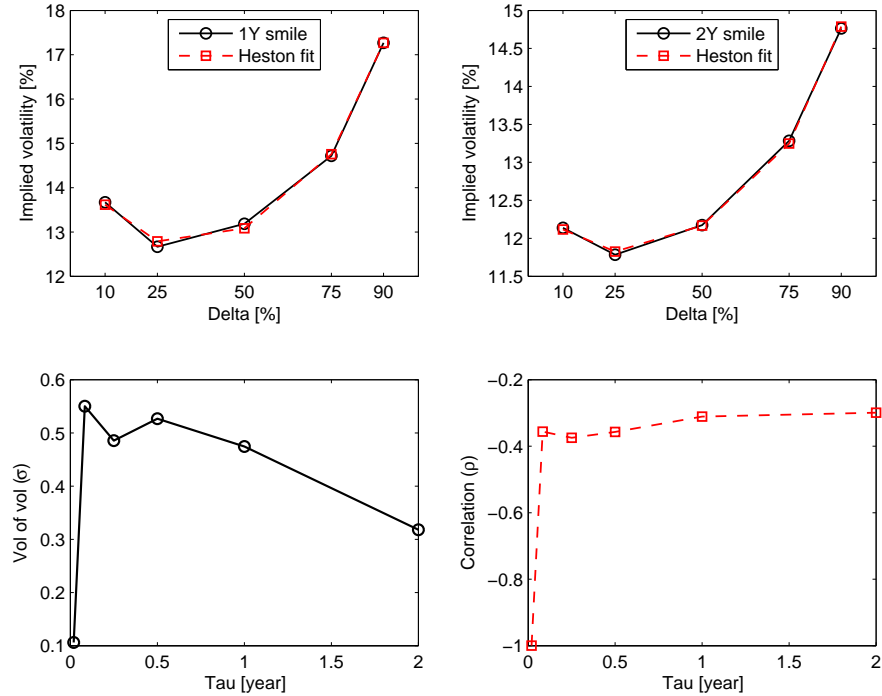 1Y smile
Heston fit
Implied volatility [%]
18
17
16
15
14
13
12
10 25 50 75 90
Delta [%]
2Y smile
Heston fit
Implied volatility [%]
15
14.5
14
13.5
13
12.5
12
11.5
10 25 50 75 90
Delta [%]
Vol of vol (σ)
0.6
0.5
0.4
0.3
0.2
0.1
0 0.5 1 1.5 2
Tau [year]
Correlation (ρ)
−0.2
−0.4
−0.6
−0.8
−1
0 0.5 1 1.5 2
Tau [year]